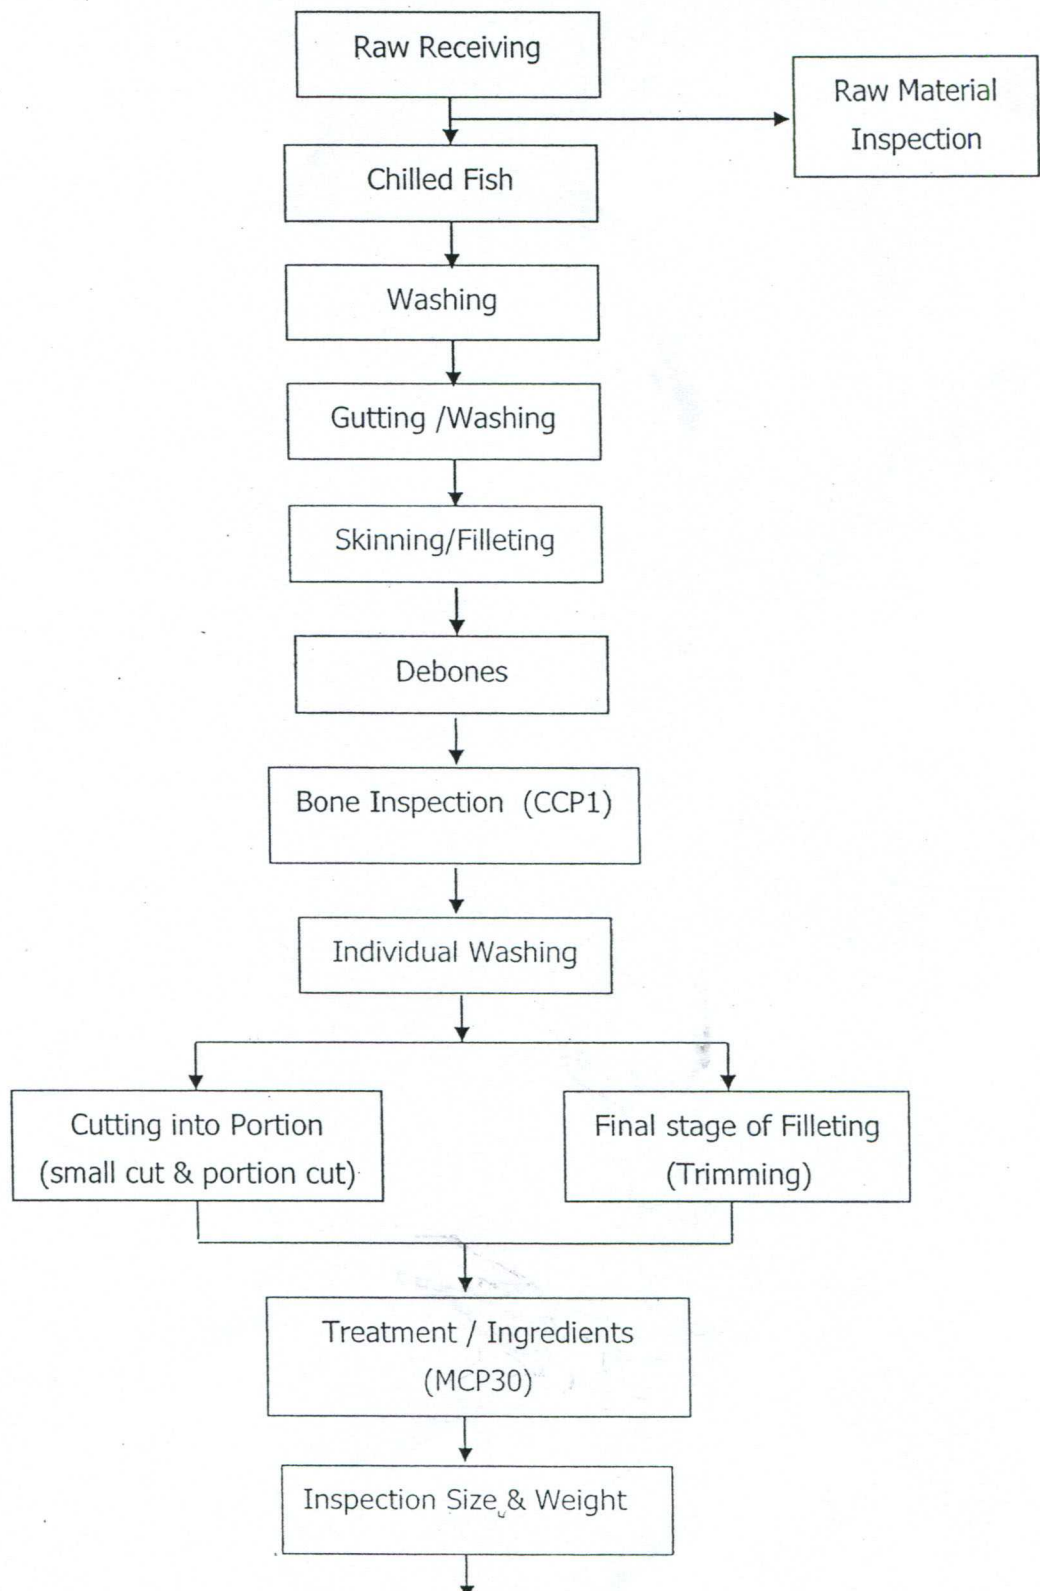 Raw Receiving
Raw Material
Inspection
Chilled Fish
Washing
Gutting /Washing
Skinning/Filleting
Debones
Bone Inspection (CCP1)
Individual Washing
Cutting into Portion
(small cut & portion cut)
Final stage of Filleting
(Trimming)
Treatment / Ingredients
(MCP30)
Inspection Size & Weight